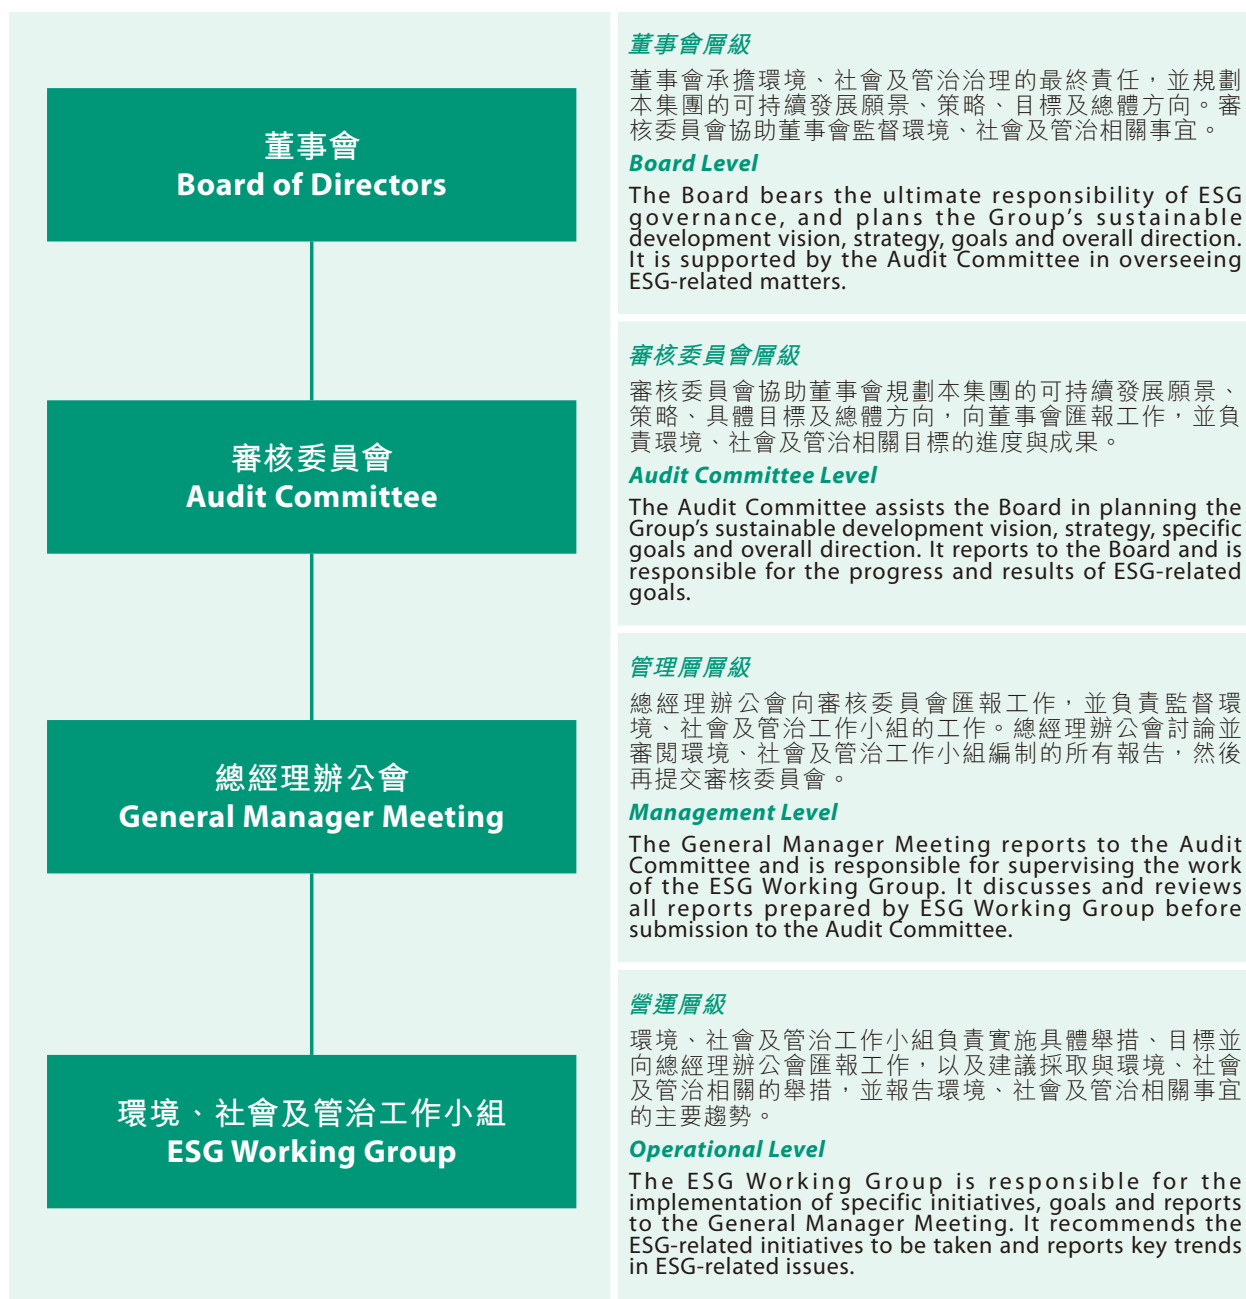 董事會
Board of Directors
董事會層級
董事會承擔環境、社會及管治治理的最終責任，並規劃
本集團的可持續發展願景、策略、目標及總體方向。審
核委員會協助董事會監督環境、社會及管治相關事宜。
Board Level
The Board bears the ultimate responsibility of ESG
governance, and plans the Group’s sustainable
development vision, strategy, goals and overall direction.
It is supported by the Audit Committee in overseeing
ESG-related matters.
審核委員會
Audit Committee
審核委員會層級
審核委員會協助董事會規劃本集團的可持續發展願景、
策略、具體目標及總體方向，向董事會匯報工作，並負
責環境、社會及管治相關目標的進度與成果。
Audit Committee Level
The Audit Committee assists the Board in planning the
Group’s sustainable development vision, strategy, specific
goals and overall direction. It reports to the Board and is
responsible for the progress and results of ESG-related
goals.
總經理辦公會
General Manager Meeting
管理層層級
總經理辦公會向審核委員會匯報工作，並負責監督環
境、社會及管治工作小組的工作。總經理辦公會討論並
審閱環境、社會及管治工作小組編制的所有報告，然後
再提交審核委員會。
Management Level
The General Manager Meeting reports to the Audit
Committee and is responsible for supervising the work
of the ESG Working Group. It discusses and reviews
all reports prepared by ESG Working Group before
submission to the Audit Committee.
環境、社會及管治工作小組
ESG Working Group
營運層級
環境、社會及管治工作小組負責實施具體舉措、目標並
向總經理辦公會匯報工作，以及建議採取與環境、社會
及管治相關的舉措，並報告環境、社會及管治相關事宜
的主要趨勢。
Operational Level
The ESG Working Group is responsible for the
implementation of specific initiatives, goals and reports
to the General Manager Meeting. It recommends the
ESG-related initiatives to be taken and reports key trends
in ESG-related issues.